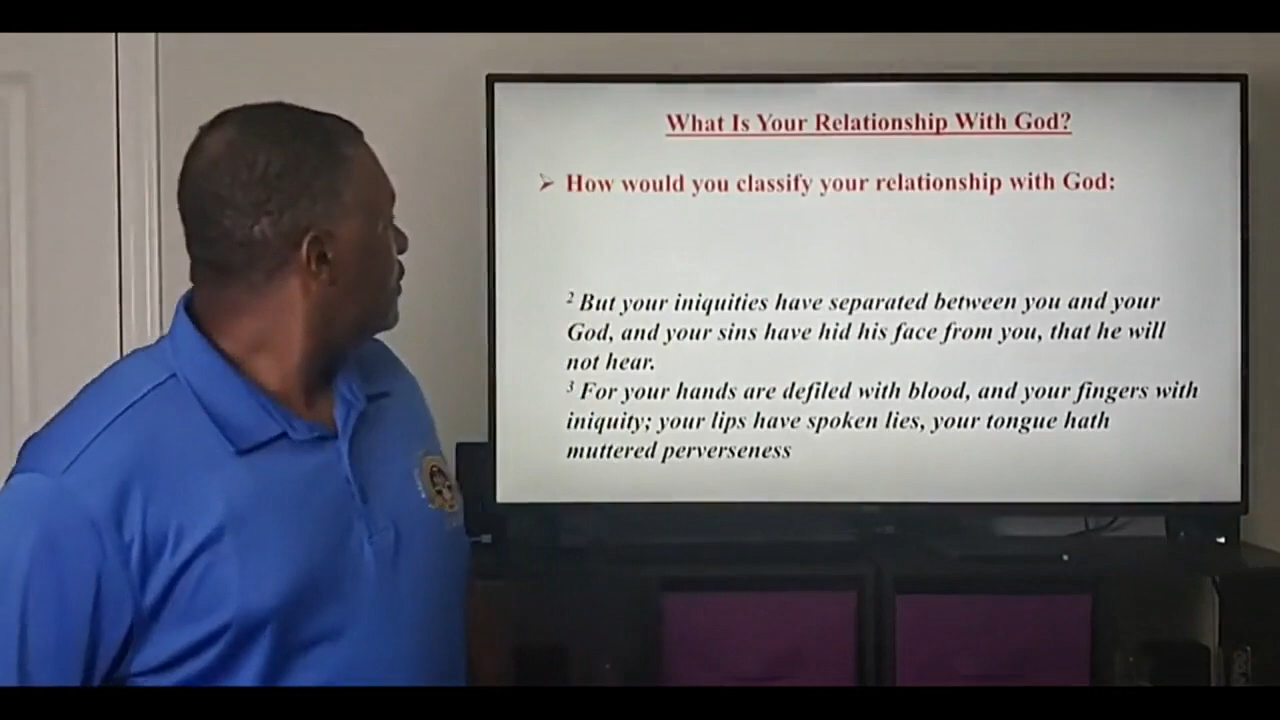 What Is Your Relationship With God?
➢ How would you classify your relationship with God:
² But your iniquities have separated between you and your
God, and your sins have hid his face from you, that he will
not hear.
³ For your hands are defiled with blood, and your fingers with
iniquity; your lips have spoken lies, your tongue hath
muttered perverseness